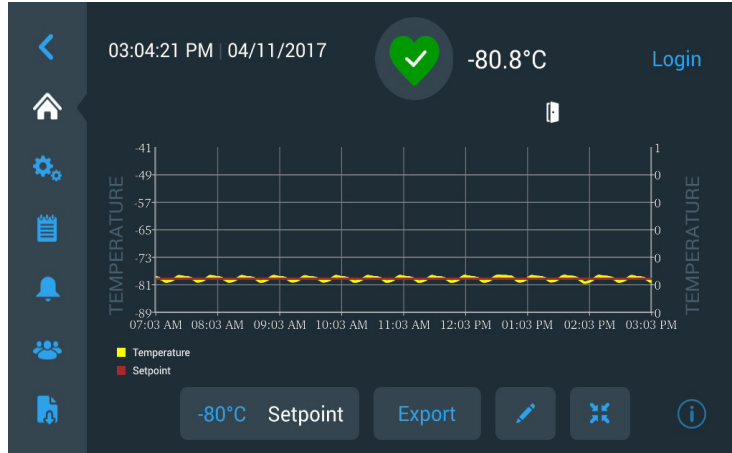 03:04:21 PM | 04/11/2017
-80.8°C
Login
TEMPERATURE
-41
-49
-57
-65
-73
-81
-89
1
0
0
0
0
0
0
TEMPERATURE
07:03 AM 08:03 AM 09:03 AM 10:03 AM 11:03 AM 12:03 PM 01:03 PM 02:03 PM 03:03 PM
Temperature
Setpoint
-80°C Setpoint
Export